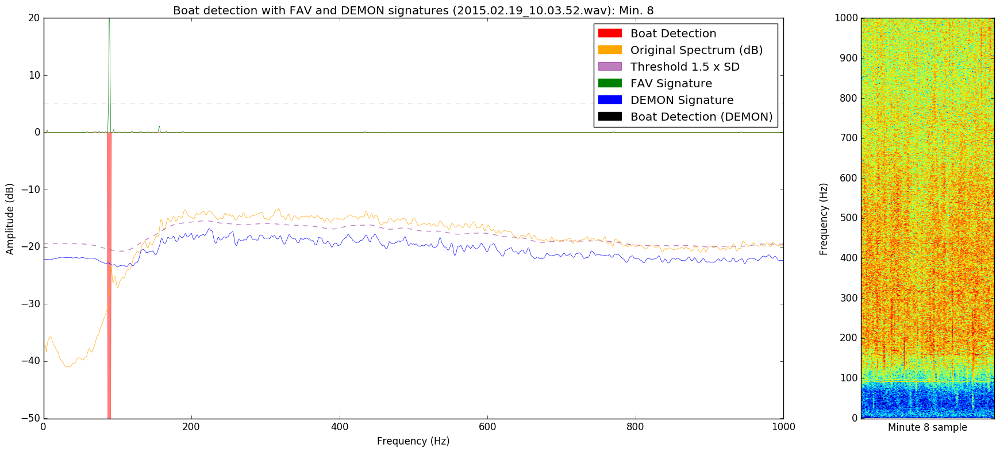 Boat detection with FAV and DEMON signatures (2015.02.19_10.03.52.wav): Min. 8
Boat Detection
Original Spectrum (dB)
Threshold 1.5 x SD
FAV Signature
DEMON Signature
Boat Detection (DEMON)
Amplitude (dB)
20
10
0
−10
−20
−30
−40
−50
0
200
400
600
800
1000
Frequency (Hz)
Frequency (Hz)
1000
900
800
700
600
500
400
300
200
100
0
Minute 8 sample